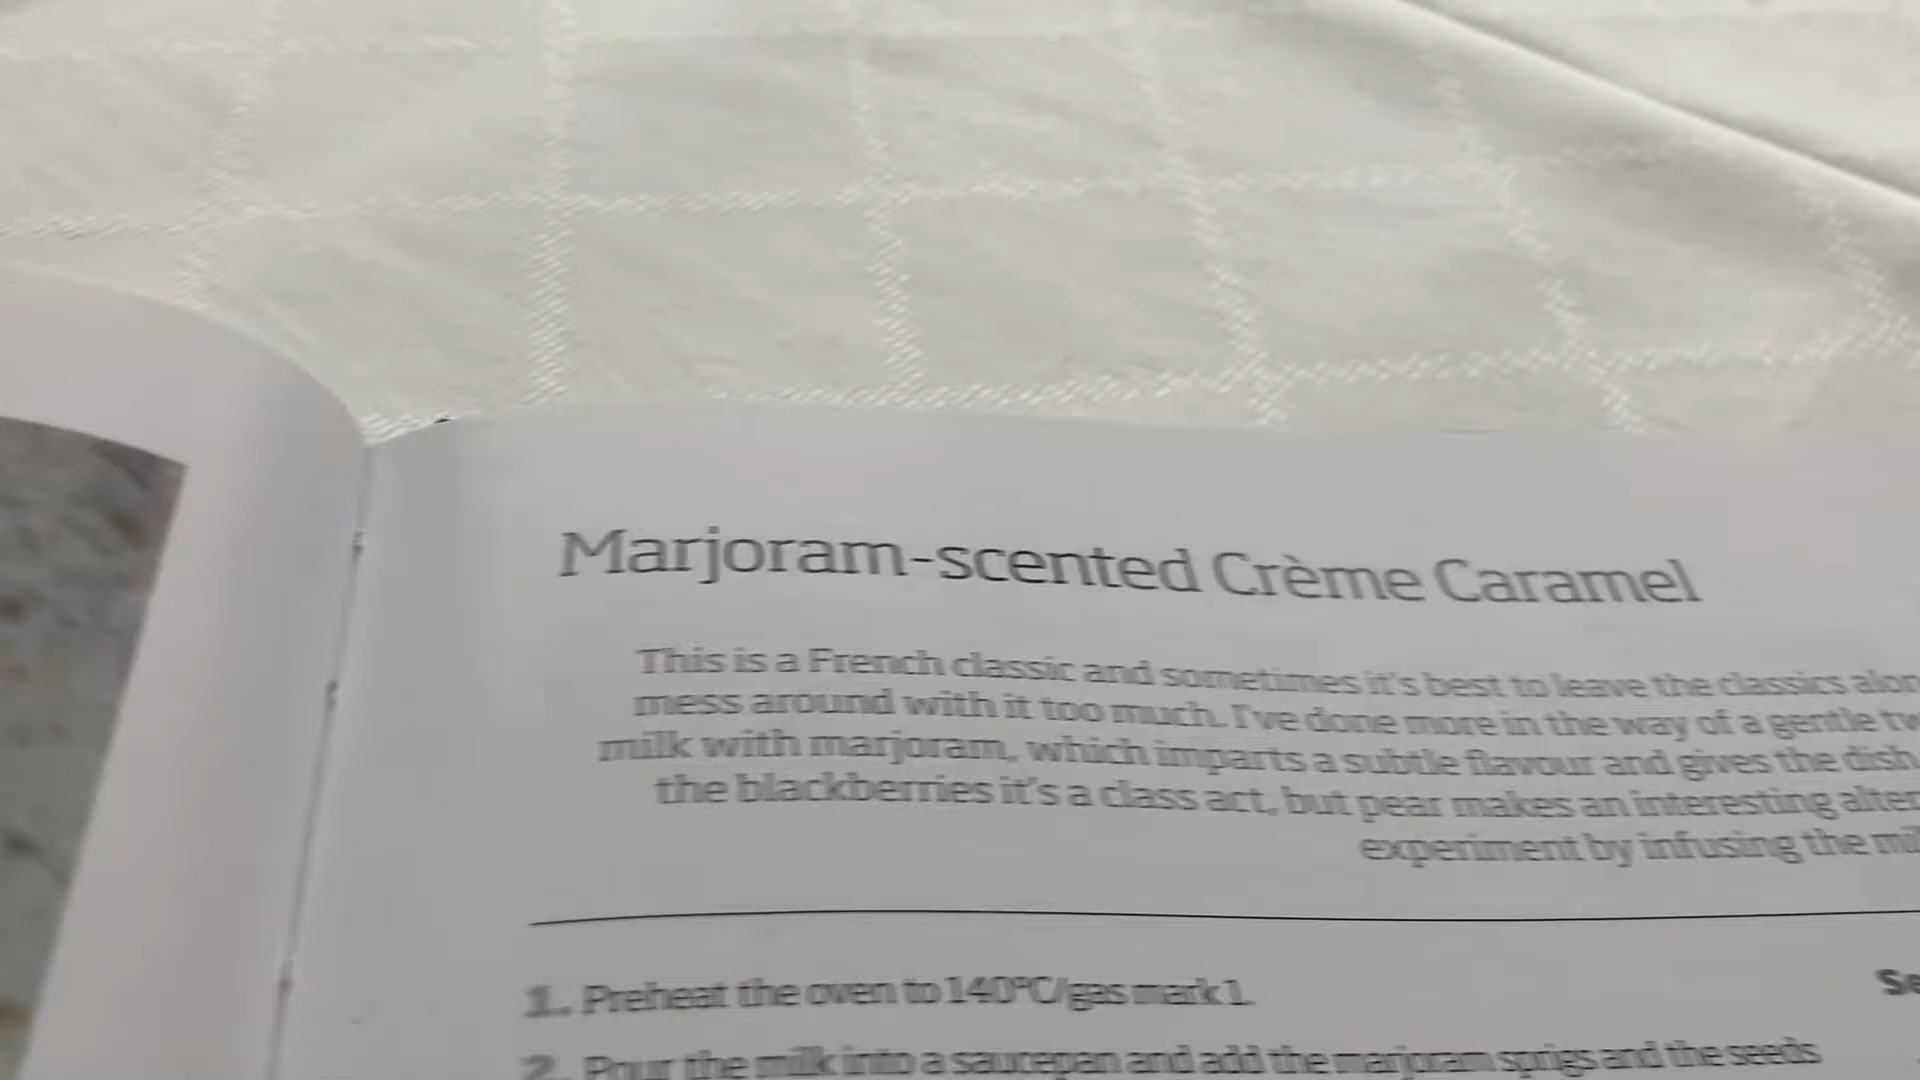 Marjoram-scented Crème Caramel
This is a French classic and sometimes it's best to leave the classics
mess around with it too much. I've done more in the way of a gentle
milk with marjoram, which imparts a subtle flavour and gives the dish
the blackberries it's a class act, but pear makes an interesting
experiment by infusing the
1. Preheat the oven to 140°C/gas mark 1.
2. Pour the milk into a saucepan and add the marjoram sprigs and the seeds